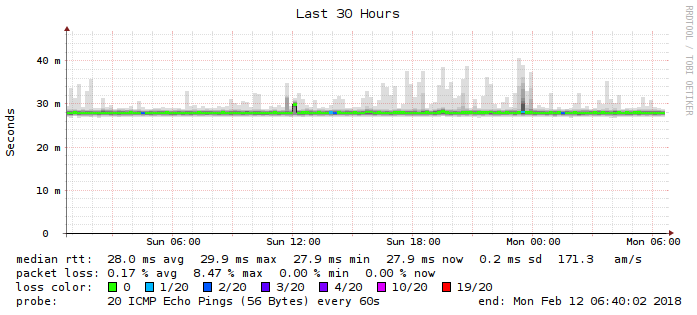 Last 30 Hours
RRDTOOL / TOBI OETIKER
Seconds
40 m
30 m
20 m
10 m
0
Sun 06:00 Sun 12:00 Sun 18:00 Mon 00:00 Mon 06:00
median rtt: 28.0 ms avg 29.9 ms max 27.9 ms min 27.9 ms now 0.2 ms sd 171.3 am/s
packet loss: 0.17 % avg 8.47 % max 0.00 % min 0.00 % now
loss color: 0 1/20 2/20 3/20 4/20 10/20 19/20
probe: 20 ICMP Echo Pings (56 Bytes) every 60s end: Mon Feb 12 06:40:02 2018